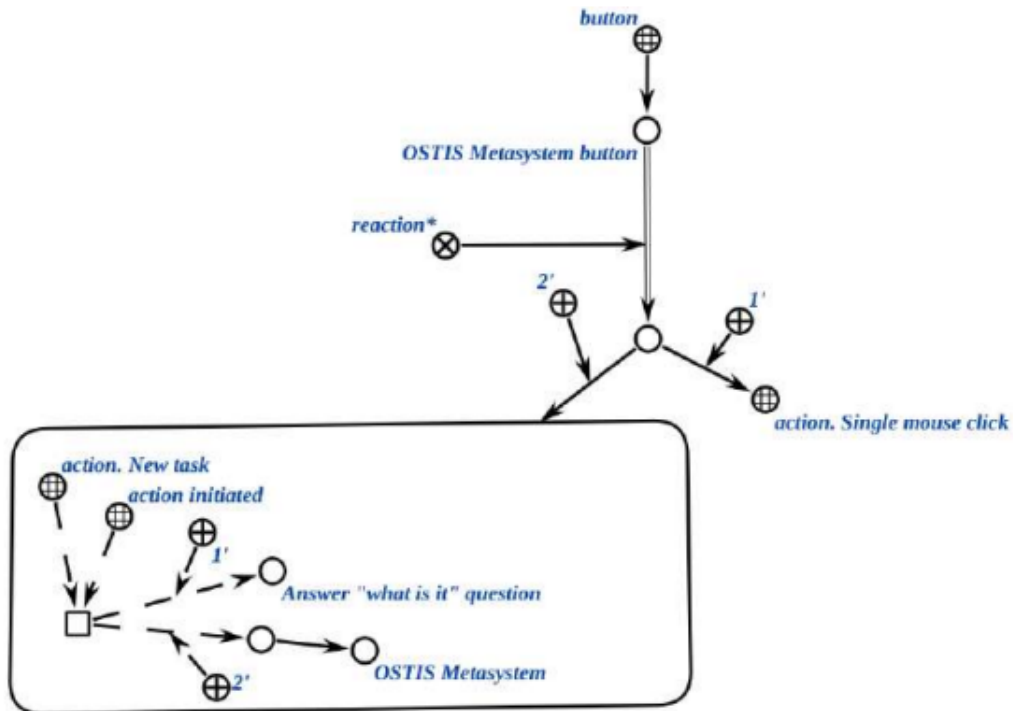 button
OSTIS Metasystem button
reaction*
2'
1'
action. Single mouse click
action. New task
action initiated
1'
Answer "what is it" question
OSTIS Metasystem
2'